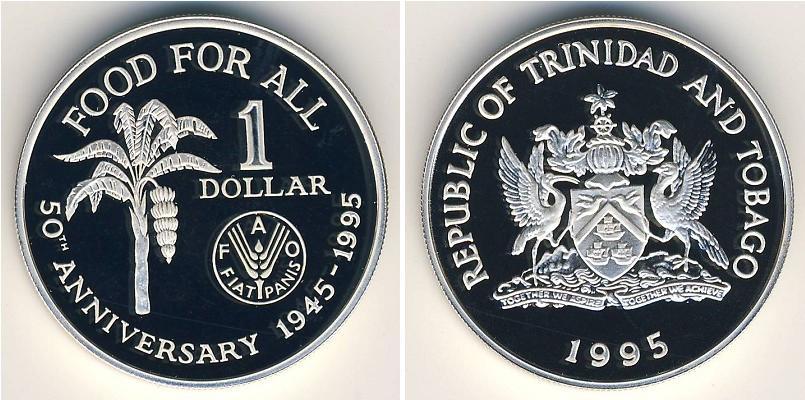 FOOD FOR ALL
1
DOLLAR
F A O
FIAT PANIS
50TH ANNIVERSARY 1945-1995
REPUBLIC OF TRINIDAD AND TOBAGO
TOGETHER WE ASPIRE TOGETHER WE ACHIEVE
1995